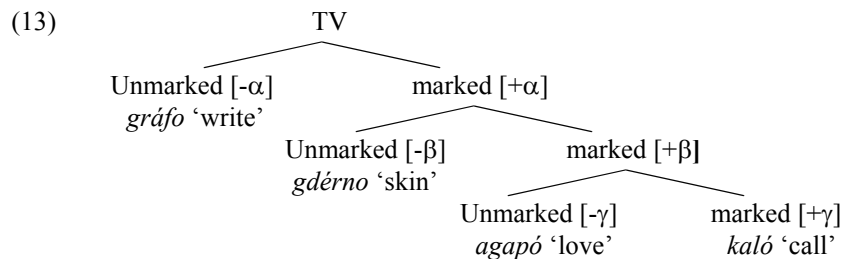 (13) TV
Unmarked [-α] marked [+α]
gráfo ‘write’
Unmarked [-β] marked [+β]
gdérno ‘skin’
Unmarked [-γ] marked [+γ]
agapó ‘love’ kaló ‘call’